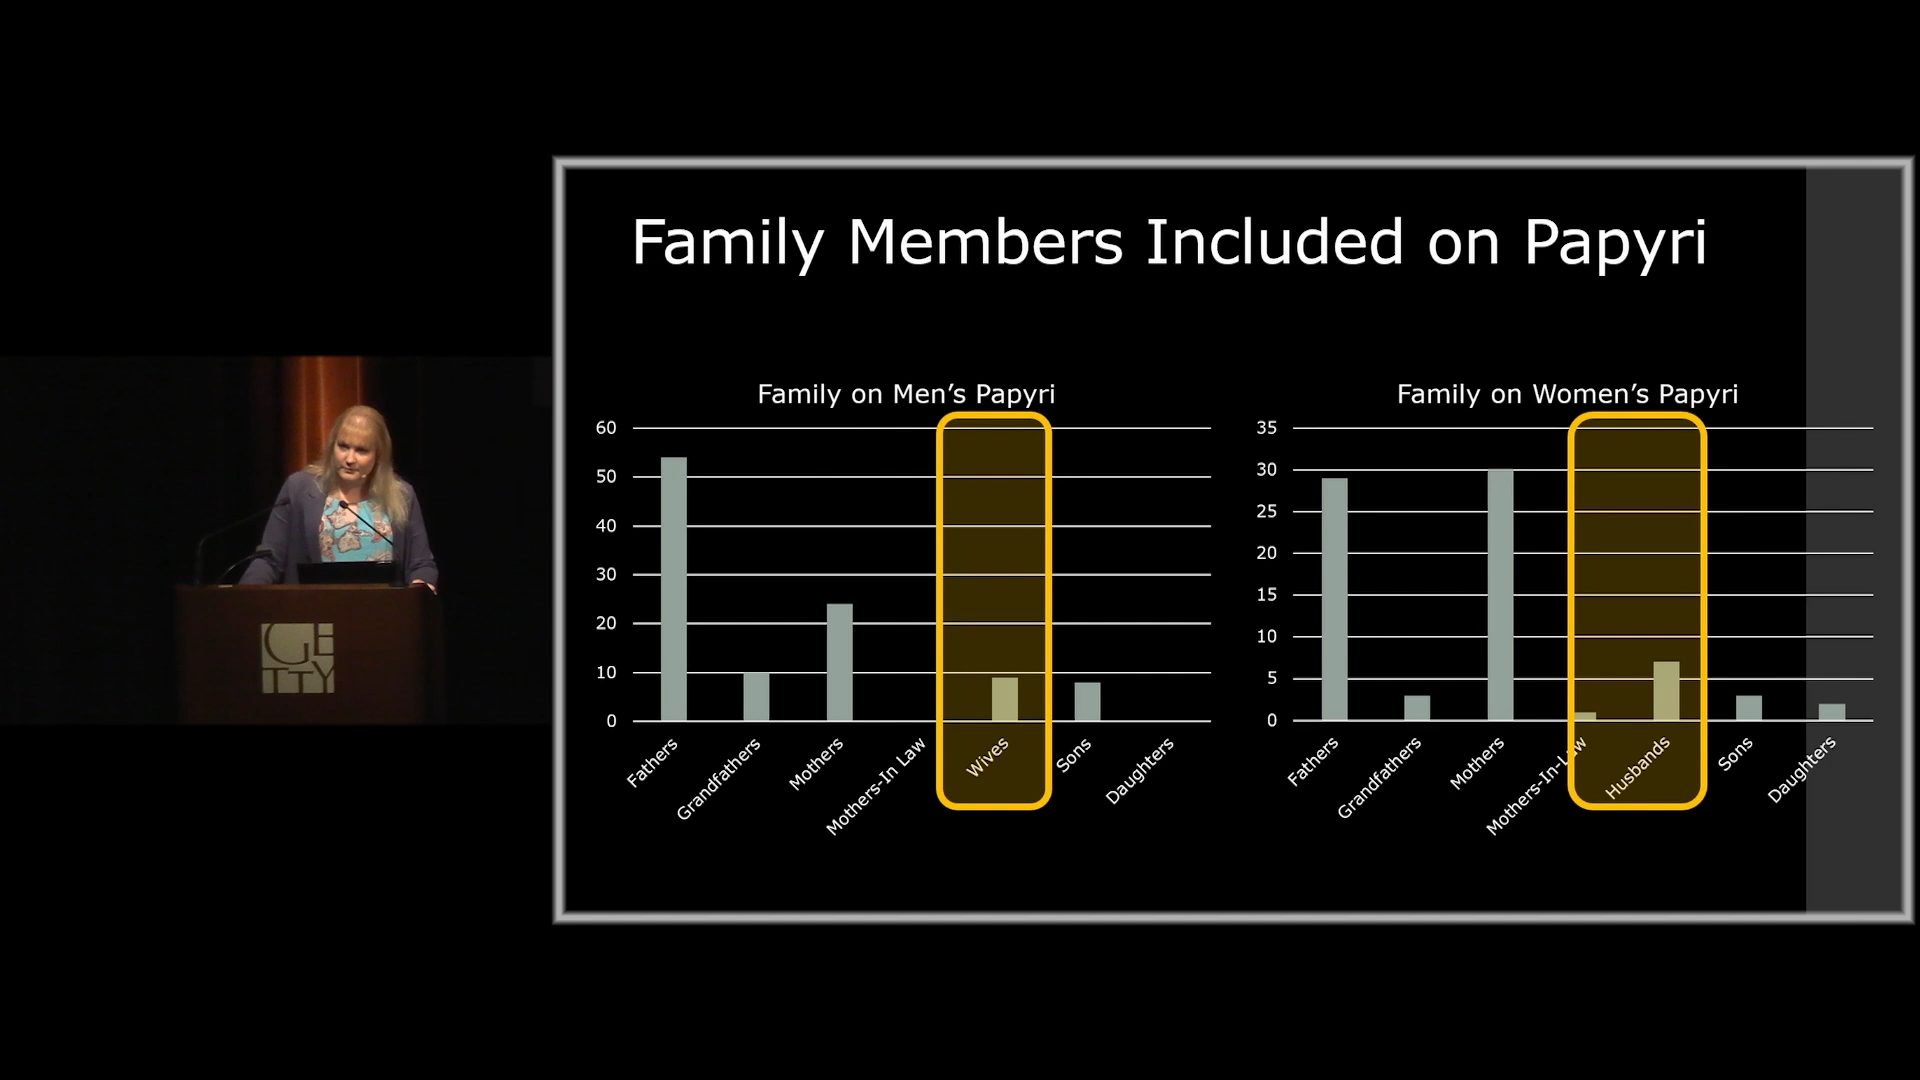 Family Members Included on Papyri
Family on Men’s Papyri
60
50
40
30
20
10
0
Fathers
Grandfathers
Mothers
Mothers-In Law
Wives
Sons
Daughters
Family on Women’s Papyri
35
30
25
20
15
10
5
0
Fathers
Grandfathers
Mothers
Mothers-In-Law
Husbands
Sons
Daughters
GE
TTY